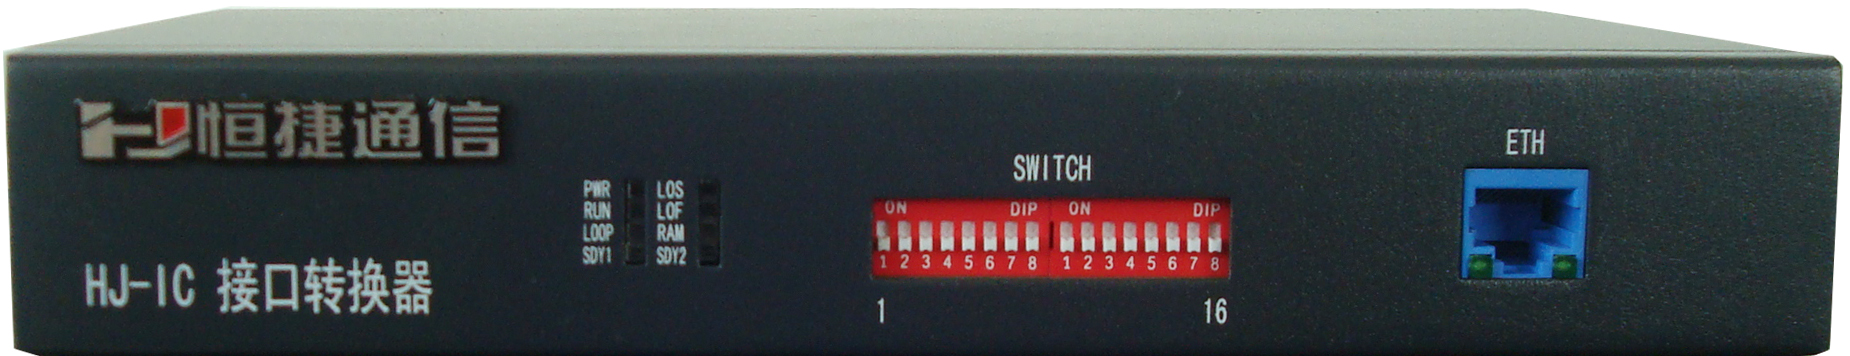 恒捷通信
HJ-IC 接口转换器
PWR LOS
RUN LOF
LOOP RAM
SDY1 SDY2
SWITCH
ON DIP ON DIP
1 2 3 4 5 6 7 8 1 2 3 4 5 6 7 8
1 16
ETH